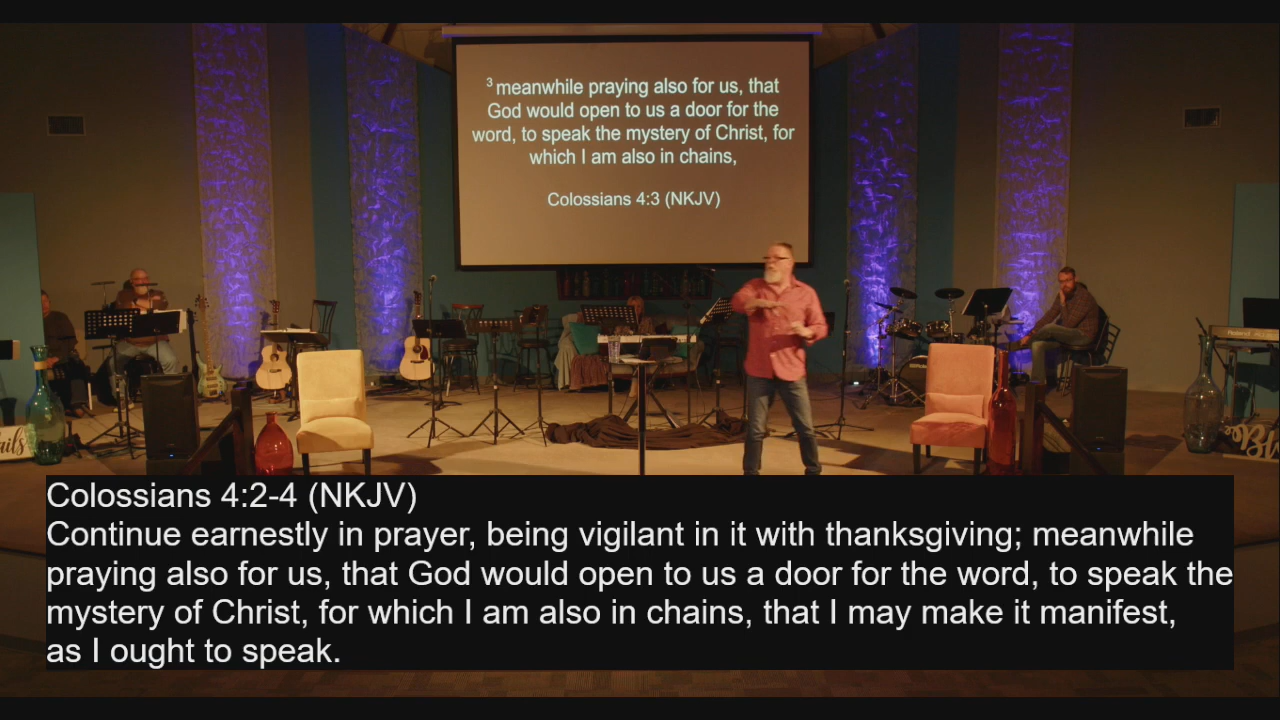 3 meanwhile praying also for us, that
God would open to us a door for the
word, to speak the mystery of Christ, for
which I am also in chains,
Colossians 4:3 (NKJV)
ails
Colossians 4:2-4 (NKJV)
Continue earnestly in prayer, being vigilant in it with thanksgiving; meanwhile
praying also for us, that God would open to us a door for the word, to speak the
mystery of Christ, for which I am also in chains, that I may make it manifest,
as I ought to speak.